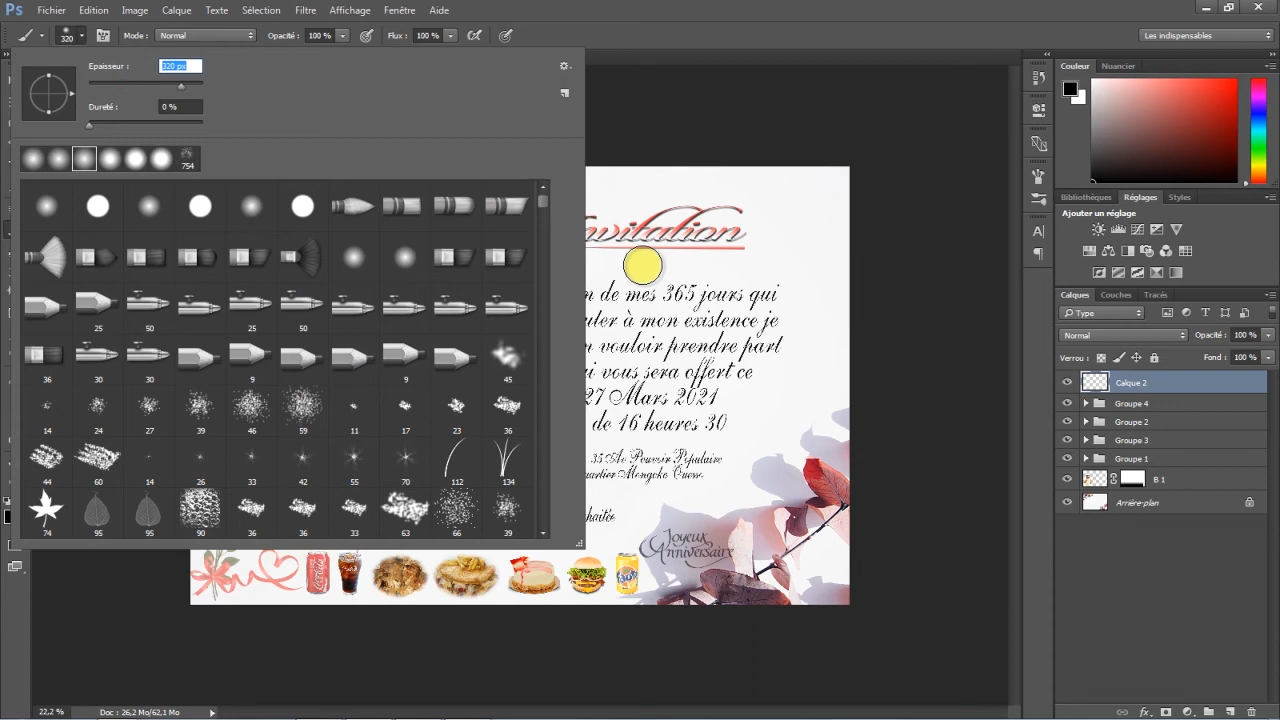 Ps Fichier Edition Image Calque Texte Sélection Filtre Affichage Fenêtre Aide
320 Mode : Normal Opacité : 100 % Flux : 100 % Les indispensables
Epaisseur : 320 px
Dureté : 0 %
754
25 50 25 50
36 30 30 9 9 45
14 24 27 39 46 59 11 17 23 36
44 60 14 26 33 42 55 70 112 134
74 95 95 90 36 36 33 63 66 39
de mes 365 jours qui
à mon existence je
vouloir prendre part
vous sera offert ce
27 Mars 2021
de 16 heures 30
Joyeux
Anniversaire
Couleur Nuancier
Bibliothèques Réglages Styles
Ajouter un réglage
Calques Couches Tracés
Type
Normal Opacité : 100 %
Verrou : Fond : 100 %
Calque 2
Groupe 4
Groupe 2
Groupe 3
Groupe 1
B 1
Arrière-plan
22,2 % Doc : 26,2 Mo/62,1 Mo